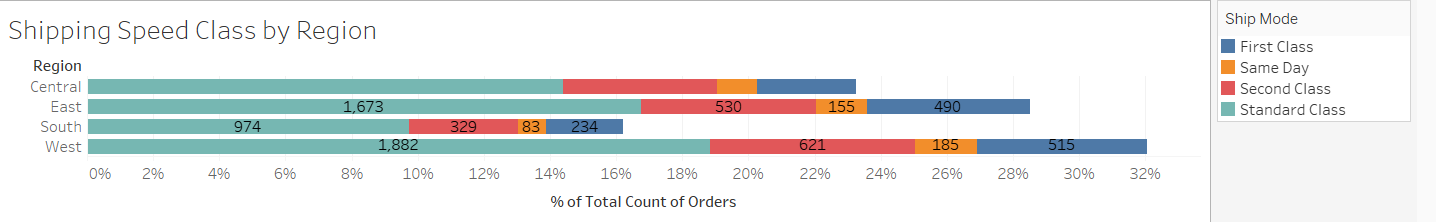 Shipping Speed Class by Region
Region
Central
East 1,673 530 155 490
South 974 329 83 234
West 1,882 621 185 515
0% 2% 4% 6% 8% 10% 12% 14% 16% 18% 20% 22% 24% 26% 28% 30% 32%
% of Total Count of Orders
Ship Mode
First Class
Same Day
Second Class
Standard Class